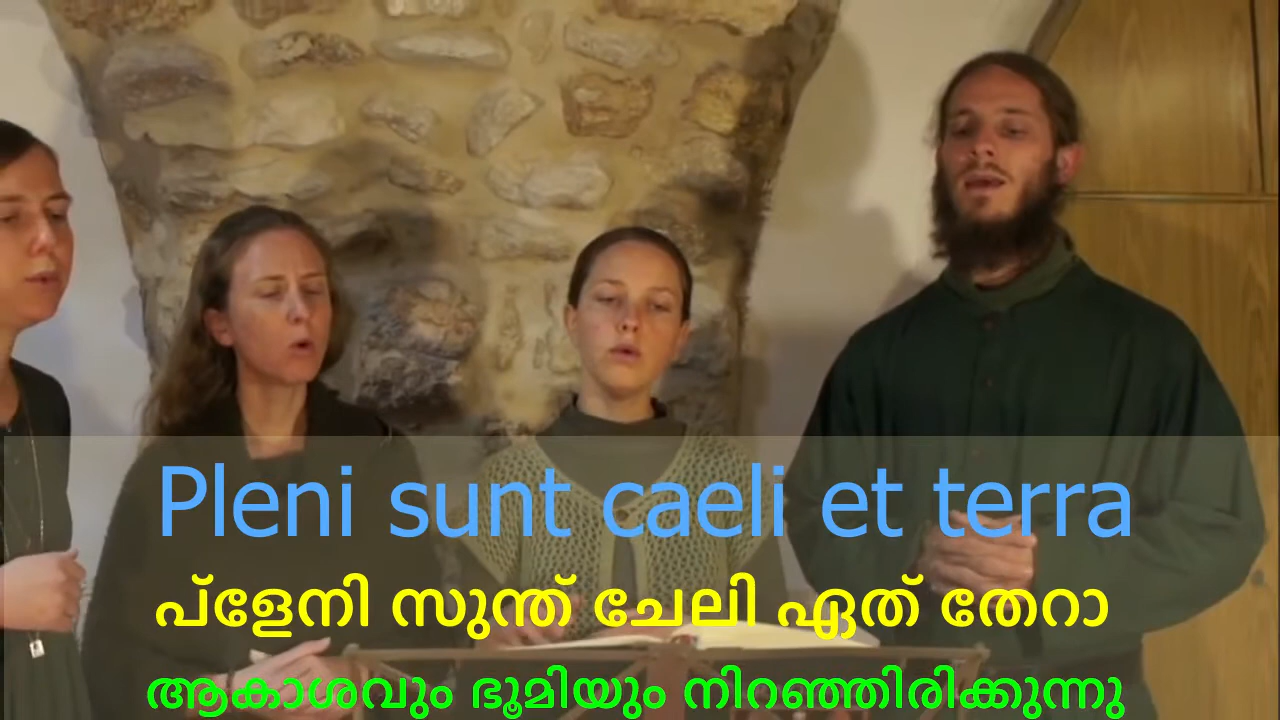 Pleni sunt caeli et terra
പ്ളേനി സുന്ത് ചേലി ഏത് തേറാ
ആകാശവും ഭൂമിയും നിറഞ്ഞിരിക്കുന്നു